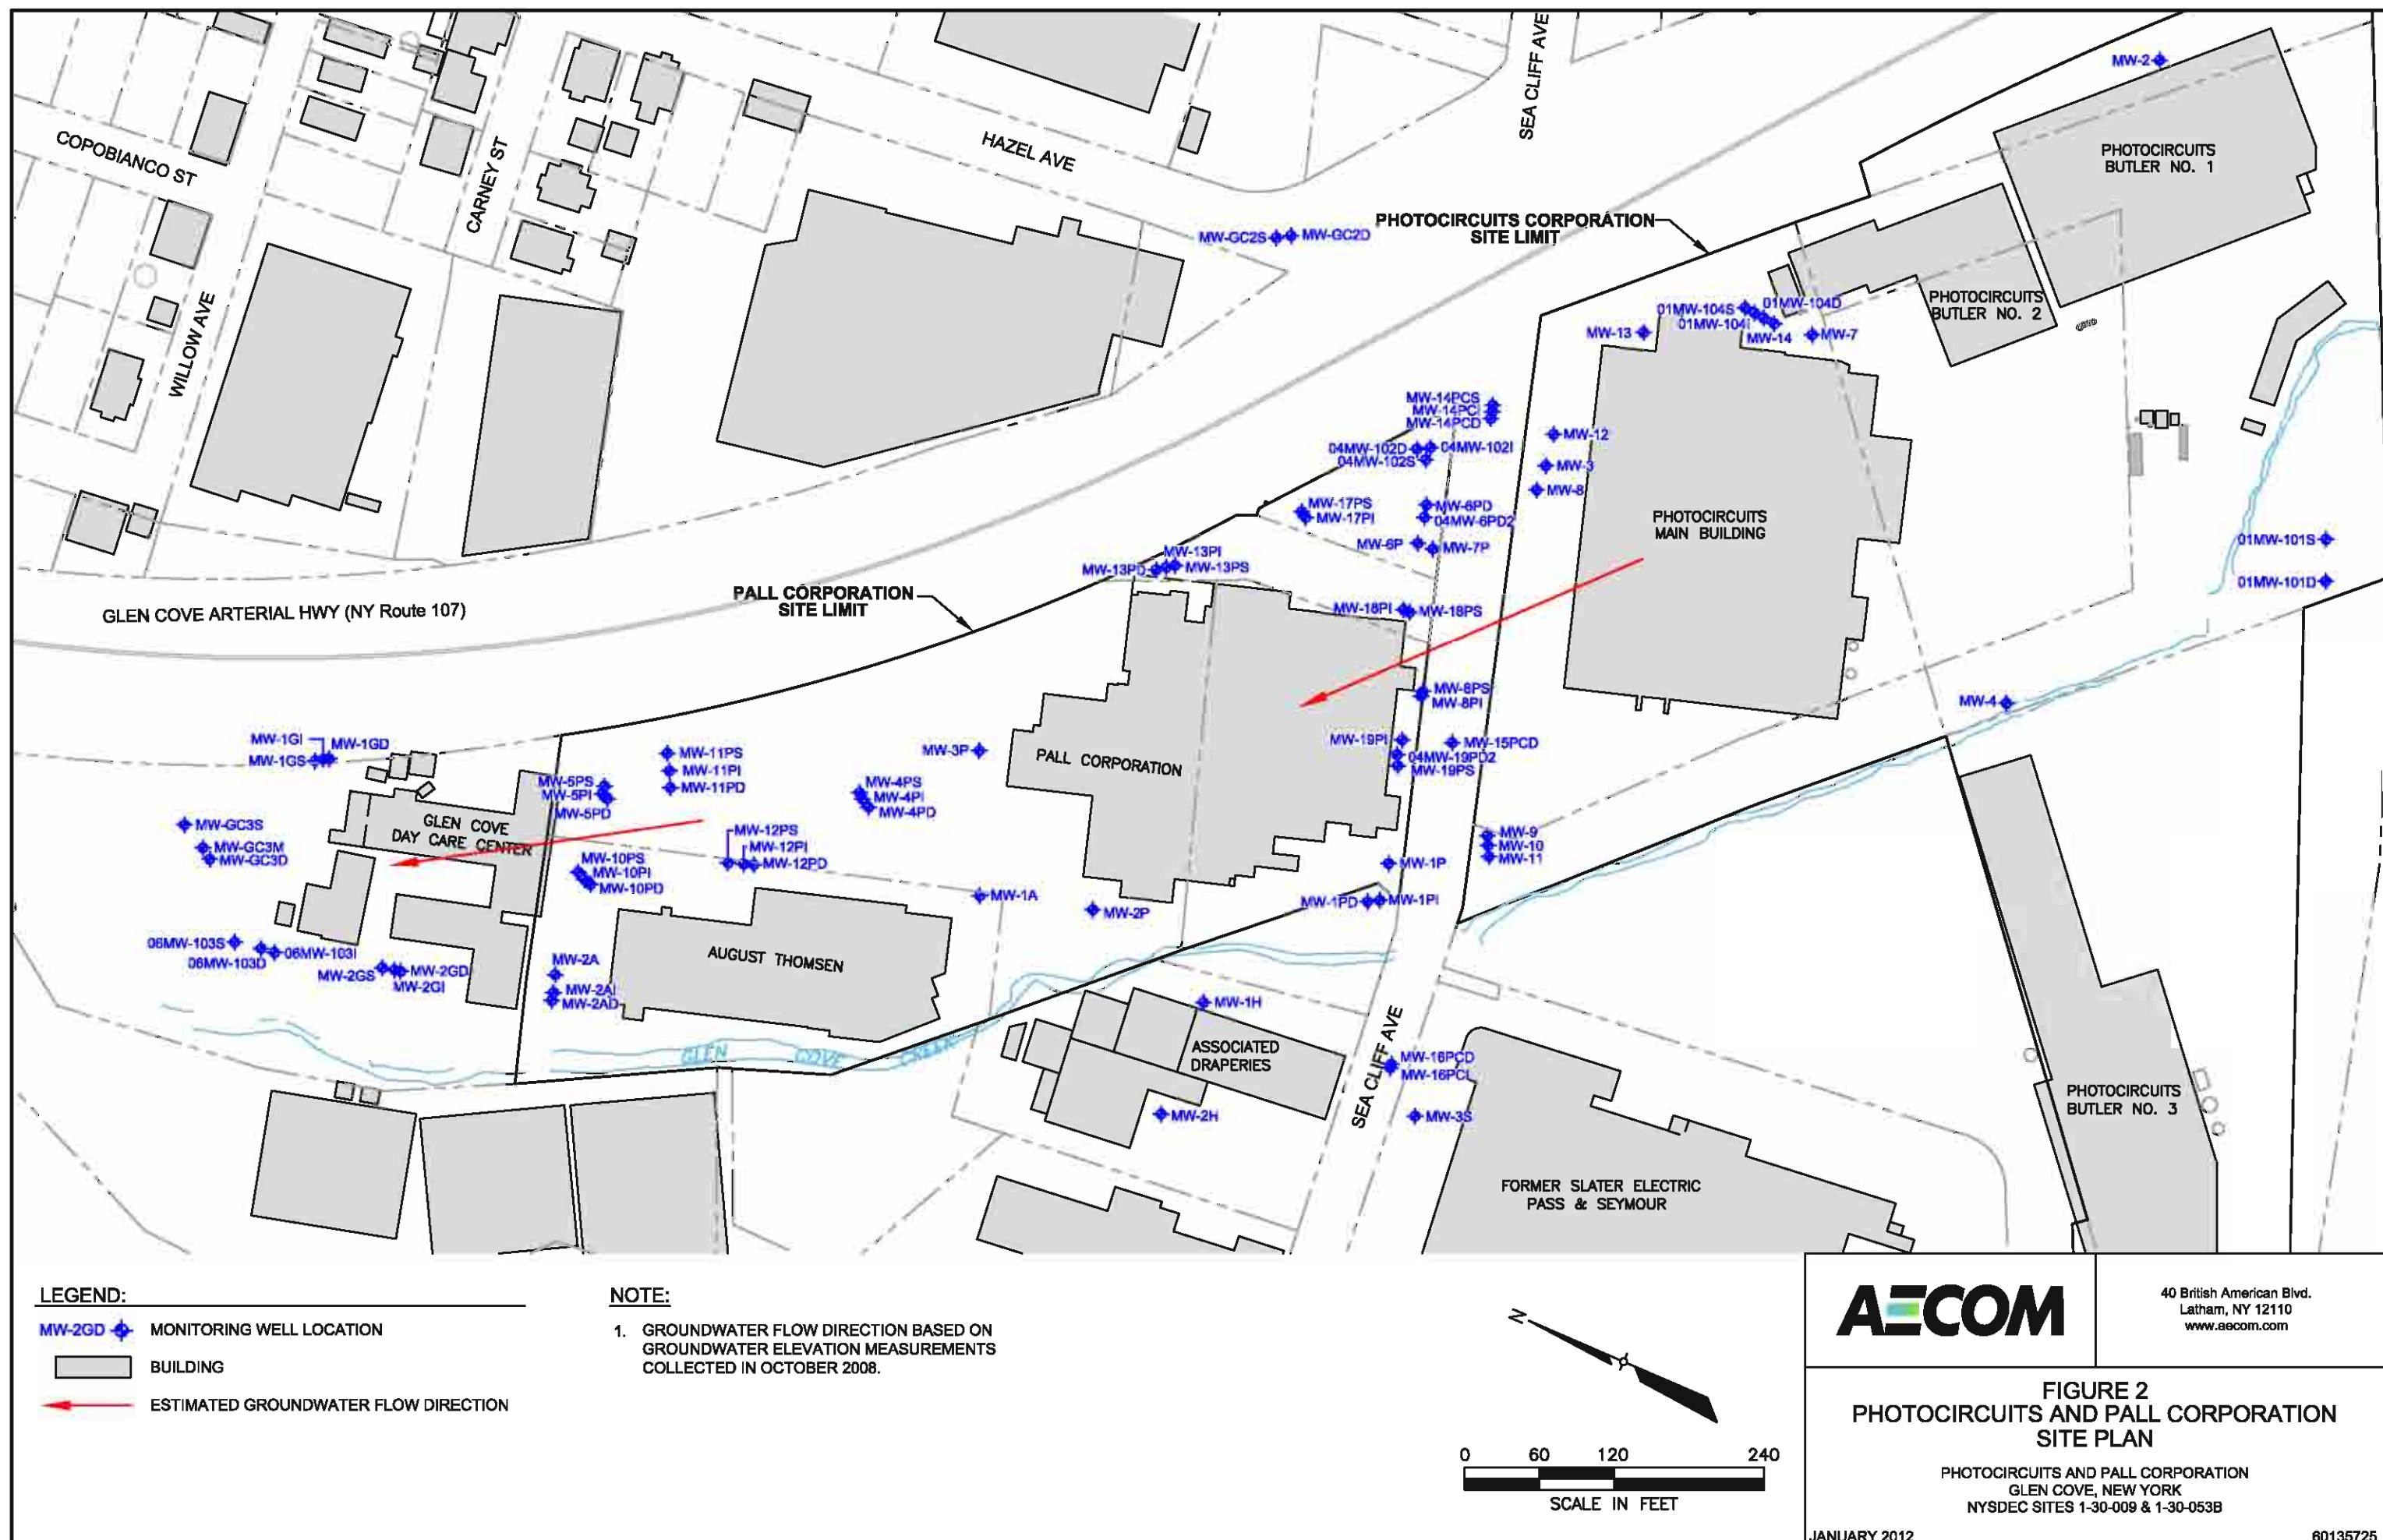 SEA CLIFF AVE
MW-2
PHOTOCIRCUITS
BUTLER NO. 1
COPOBIANCO ST
CARNEY ST
HAZEL AVE
WILLOW AVE
PHOTOCIRCUITS CORPORATION
SITE LIMIT
MW-GC2S
MW-GC2D
PHOTOCIRCUITS
BUTLER NO. 2
01MW-104S
01MW-104D
01MW-104I
MW-13
MW-14
MW-7
MW-14PCS
MW-14PCI
MW-14PCD
MW-12
04MW-102D
04MW-102I
04MW-102S
MW-3
MW-8
MW-17PS
MW-17PI
MW-6PD
04MW-6PD2
PHOTOCIRCUITS
MAIN BUILDING
MW-6P
MW-7P
01MW-101S
01MW-101D
MW-13PI
MW-13PD
MW-13PS
PALL CORPORATION
SITE LIMIT
GLEN COVE ARTERIAL HWY (NY Route 107)
MW-18PI
MW-18PS
MW-8PS
MW-8PI
MW-4
MW-1GI
MW-1GD
MW-1GS
MW-11PS
MW-11PI
MW-11PD
MW-3P
PALL CORPORATION
MW-19PI
MW-15PCD
04MW-19PD2
MW-19PS
MW-5PS
MW-5PI
MW-5PD
MW-4PS
MW-4PI
MW-4PD
MW-GC3S
MW-GC3M
MW-GC3D
GLEN COVE
DAY CARE CENTER
MW-12PS
MW-12PI
MW-12PD
MW-9
MW-10
MW-11
MW-10PS
MW-10PI
MW-10PD
MW-1P
MW-1A
MW-2P
MW-1PD
MW-1PI
06MW-103S
06MW-103D
06MW-103I
MW-2GS
MW-2GD
MW-2GI
MW-2A
MW-2AI
MW-2AD
AUGUST THOMSEN
MW-1H
GLEN COVE CREEK
ASSOCIATED
DRAPERIES
SEA CLIFF AVE
MW-16PCD
MW-16PCI
MW-2H
MW-3S
PHOTOCIRCUITS
BUTLER NO. 3
FORMER SLATER ELECTRIC
PASS & SEYMOUR
LEGEND:
MW-2GD MONITORING WELL LOCATION
BUILDING
ESTIMATED GROUNDWATER FLOW DIRECTION
NOTE:
1. GROUNDWATER FLOW DIRECTION BASED ON
GROUNDWATER ELEVATION MEASUREMENTS
COLLECTED IN OCTOBER 2008.
N
0 60 120 240
SCALE IN FEET
AECOM
40 British American Blvd.
Latham, NY 12110
www.aecom.com
FIGURE 2
PHOTOCIRCUITS AND PALL CORPORATION
SITE PLAN
PHOTOCIRCUITS AND PALL CORPORATION
GLEN COVE, NEW YORK
NYSDEC SITES 1-30-009 & 1-30-053B
JANUARY 2012
60135725